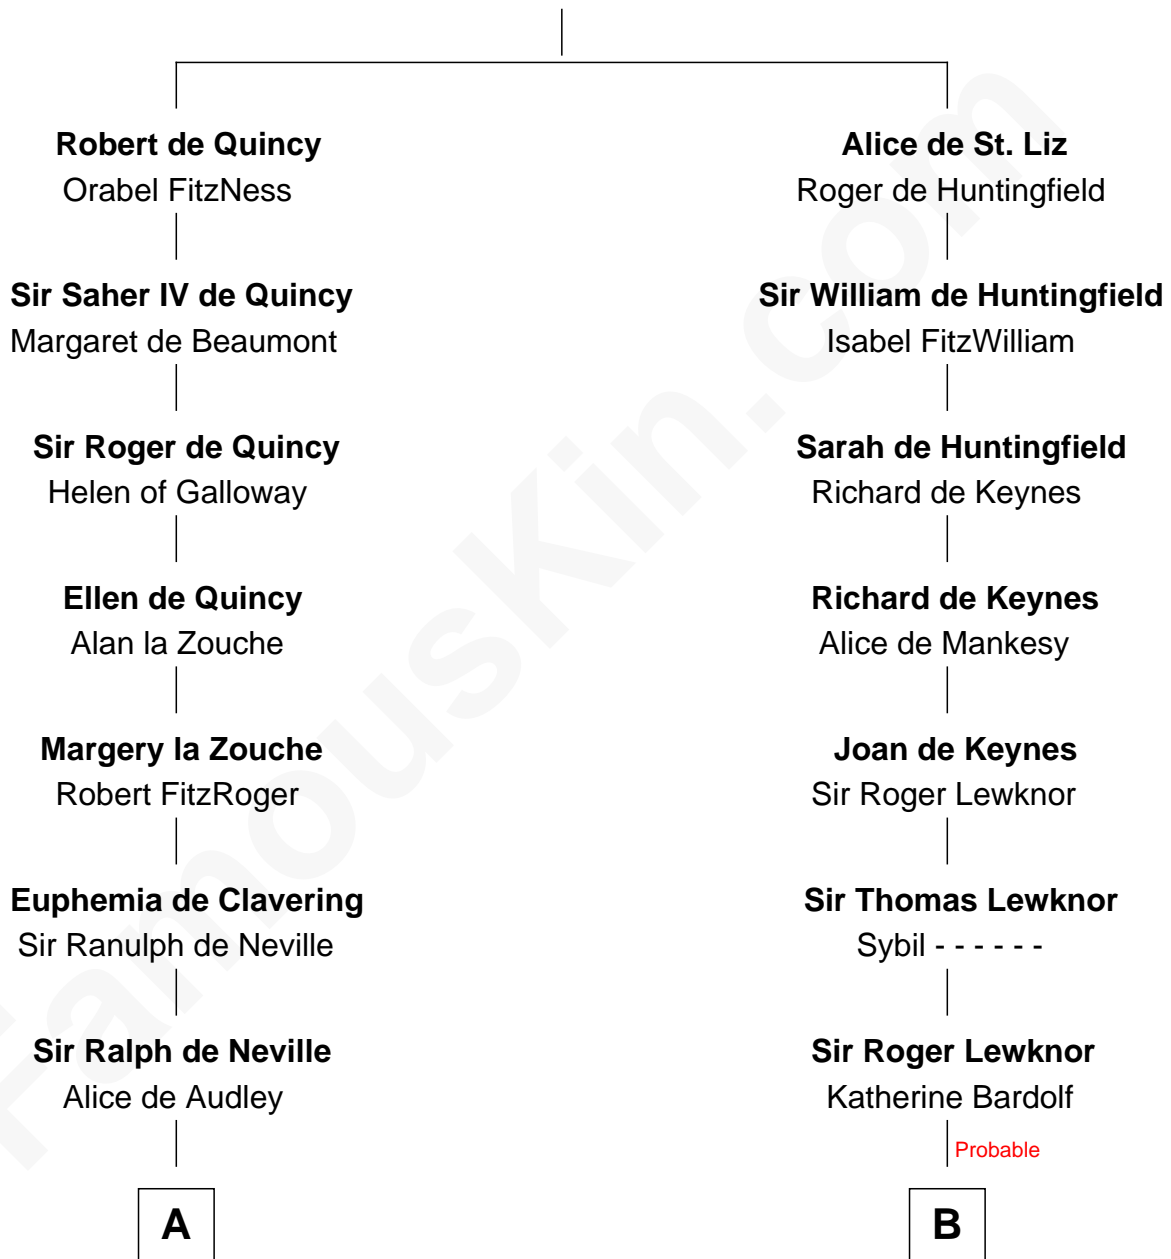 Robert de Quincy
Orabel FitzNess
Alice de St. Liz
Roger de Huntingfield
Sir Saher IV de Quincy
Margaret de Beaumont
Sir William de Huntingfield
Isabel FitzWilliam
Sir Roger de Quincy
Helen of Galloway
Sarah de Huntingfield
Richard de Keynes
Ellen de Quincy
Alan la Zouche
Richard de Keynes
Alice de Mankesy
Margery la Zouche
Robert FitzRoger
Joan de Keynes
Sir Roger Lewknor
Euphemia de Clavering
Sir Ranulph de Neville
Sir Thomas Lewknor
Sybil - - - - - -
Sir Ralph de Neville
Alice de Audley
Sir Roger Lewknor
Katherine Bardolf
Probable
A
B
FamousKin.com